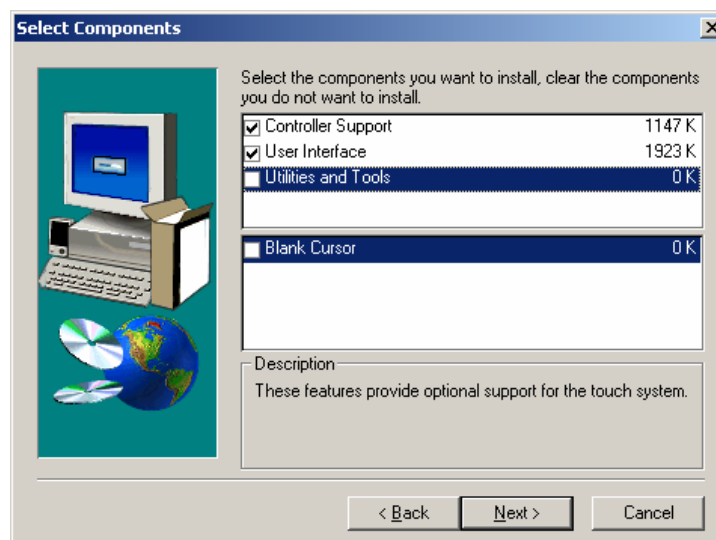 Select Components
Select the components you want to install, clear the components
you do not want to install.
Controller Support 1147 K
User Interface 1923 K
Utilities and Tools 0 K
Blank Cursor 0 K
Description
These features provide optional support for the touch system.
< Back Next > Cancel